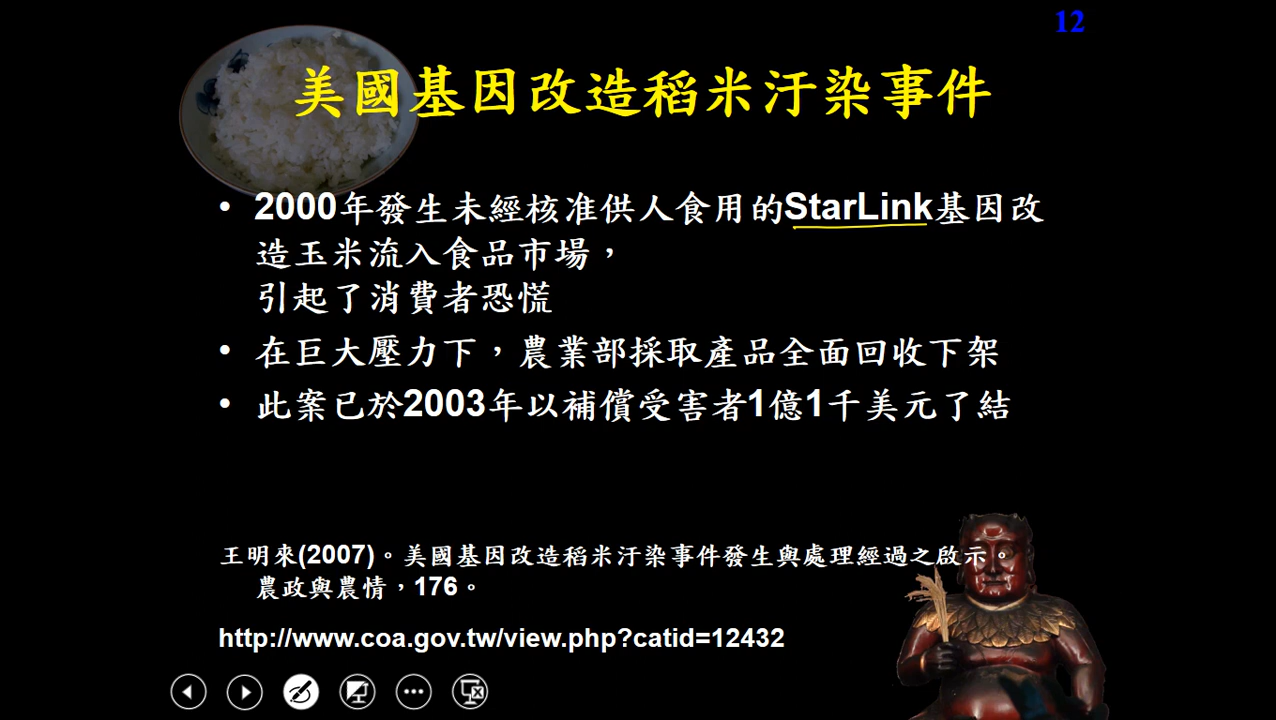 12
美國基因改造稻米汙染事件
• 2000年發生未經核准供人食用的StarLink基因改
造玉米流入食品市場，
引起了消費者恐慌
• 在巨大壓力下，農業部採取產品全面回收下架
• 此案已於2003年以補償受害者1億1千美元了結
王明來(2007)。美國基因改造稻米汙染事件發生與處理經過之啟示。
農政與農情，176。
http://www.coa.gov.tw/view.php?catid=12432